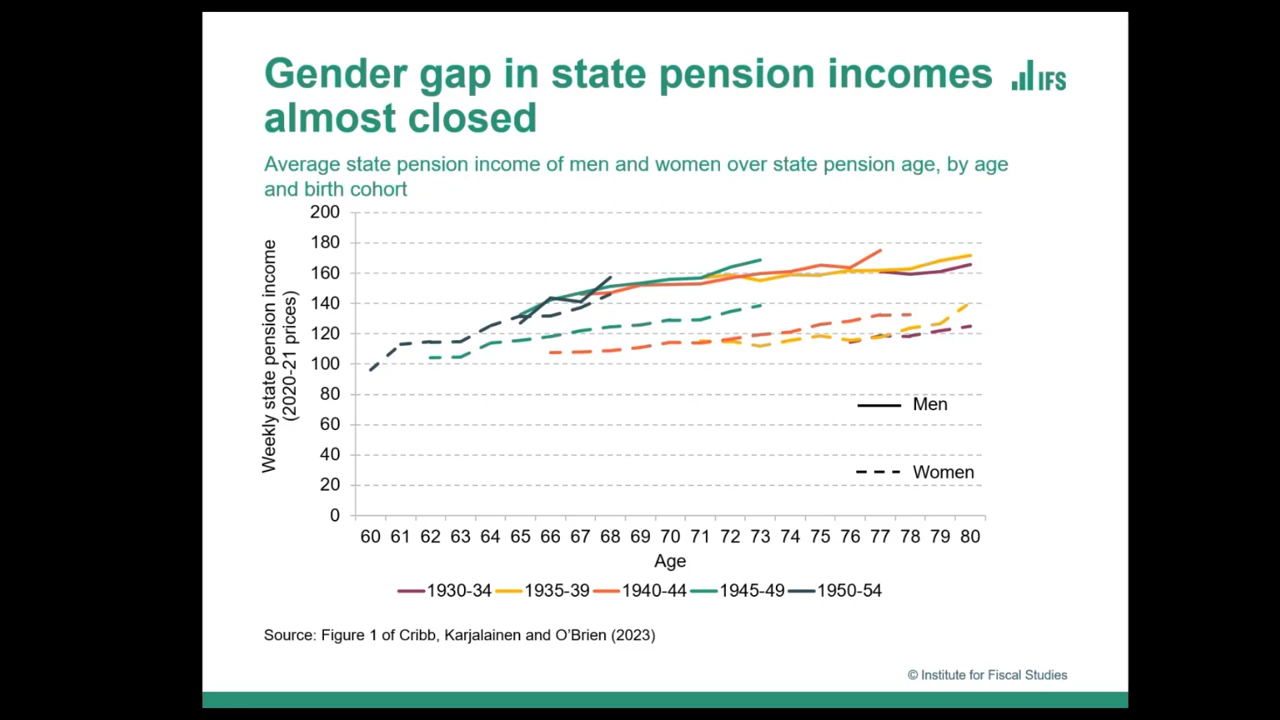 Gender gap in state pension incomes
almost closed
IFS
Average state pension income of men and women over state pension age, by age
and birth cohort
Weekly state pension income
(2020-21 prices)
200
180
160
140
120
100
80
60
40
20
0
Men
Women
60 61 62 63 64 65 66 67 68 69 70 71 72 73 74 75 76 77 78 79 80
Age
1930-34 1935-39 1940-44 1945-49 1950-54
Source: Figure 1 of Cribb, Karjalainen and O’Brien (2023)
© Institute for Fiscal Studies